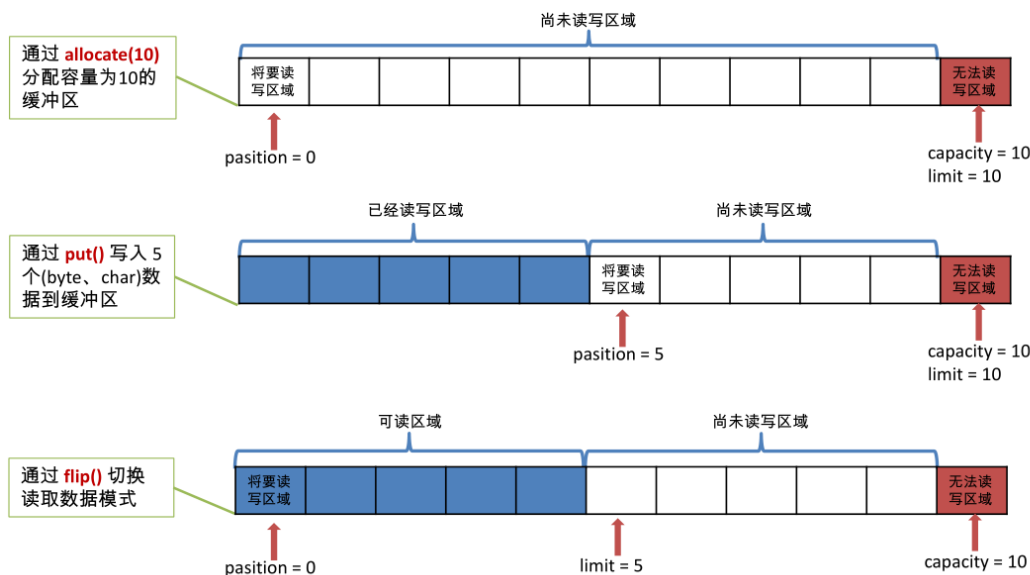 尚未读写区域
通过 allocate(10)
分配容量为10的
缓冲区
将要读
写区域
无法读
写区域
pasition = 0
capacity = 10
limit = 10
已经读写区域
尚未读写区域
通过 put() 写入 5
个(byte、char)数
据到缓冲区
将要读
写区域
无法读
写区域
pasition = 5
capacity = 10
limit = 10
可读区域
尚未读写区域
通过 flip() 切换
读取数据模式
将要读
写区域
无法读
写区域
pasition = 0
limit = 5
capacity = 10